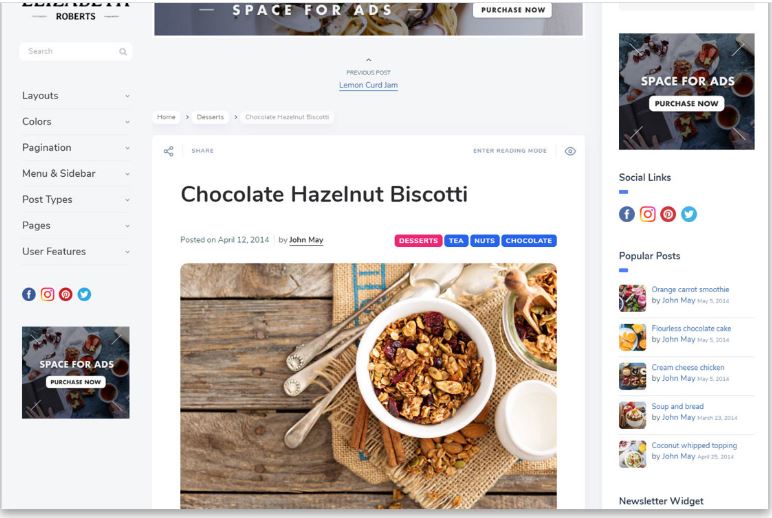 ELIZABETH
ROBERTS
Search
Layouts
Colors
Pagination
Menu & Sidebar
Post Types
Pages
User Features
SPACE FOR ADS
PURCHASE NOW
SPACE FOR ADS
PURCHASE NOW
PREVIOUS POST
Lemon Curd Jam
Home > Desserts > Chocolate Hazelnut Biscotti
SHARE
ENTER READING MODE
Chocolate Hazelnut Biscotti
Posted on April 12, 2014 by John May
DESSERTS TEA NUTS CHOCOLATE
SPACE FOR ADS
PURCHASE NOW
Social Links
Popular Posts
Orange carrot smoothie
by John May May 5, 2014
Flourless chocolate cake
by John May May 5, 2014
Cream cheese chicken
by John May May 5, 2014
Soup and bread
by John May March 23, 2014
Coconut whipped topping
by John May April 25, 2014
Newsletter Widget